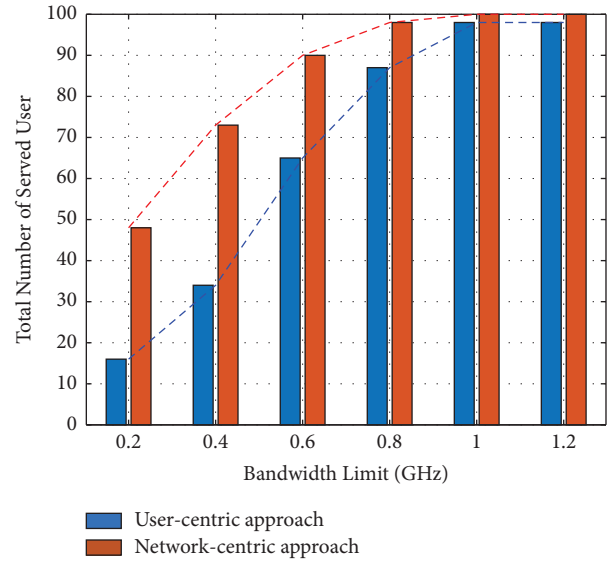 100
90
80
70
60
50
40
30
20
10
0
Total Number of Served User
0.2 0.4 0.6 0.8 1 1.2
Bandwidth Limit (GHz)
User-centric approach
Network-centric approach